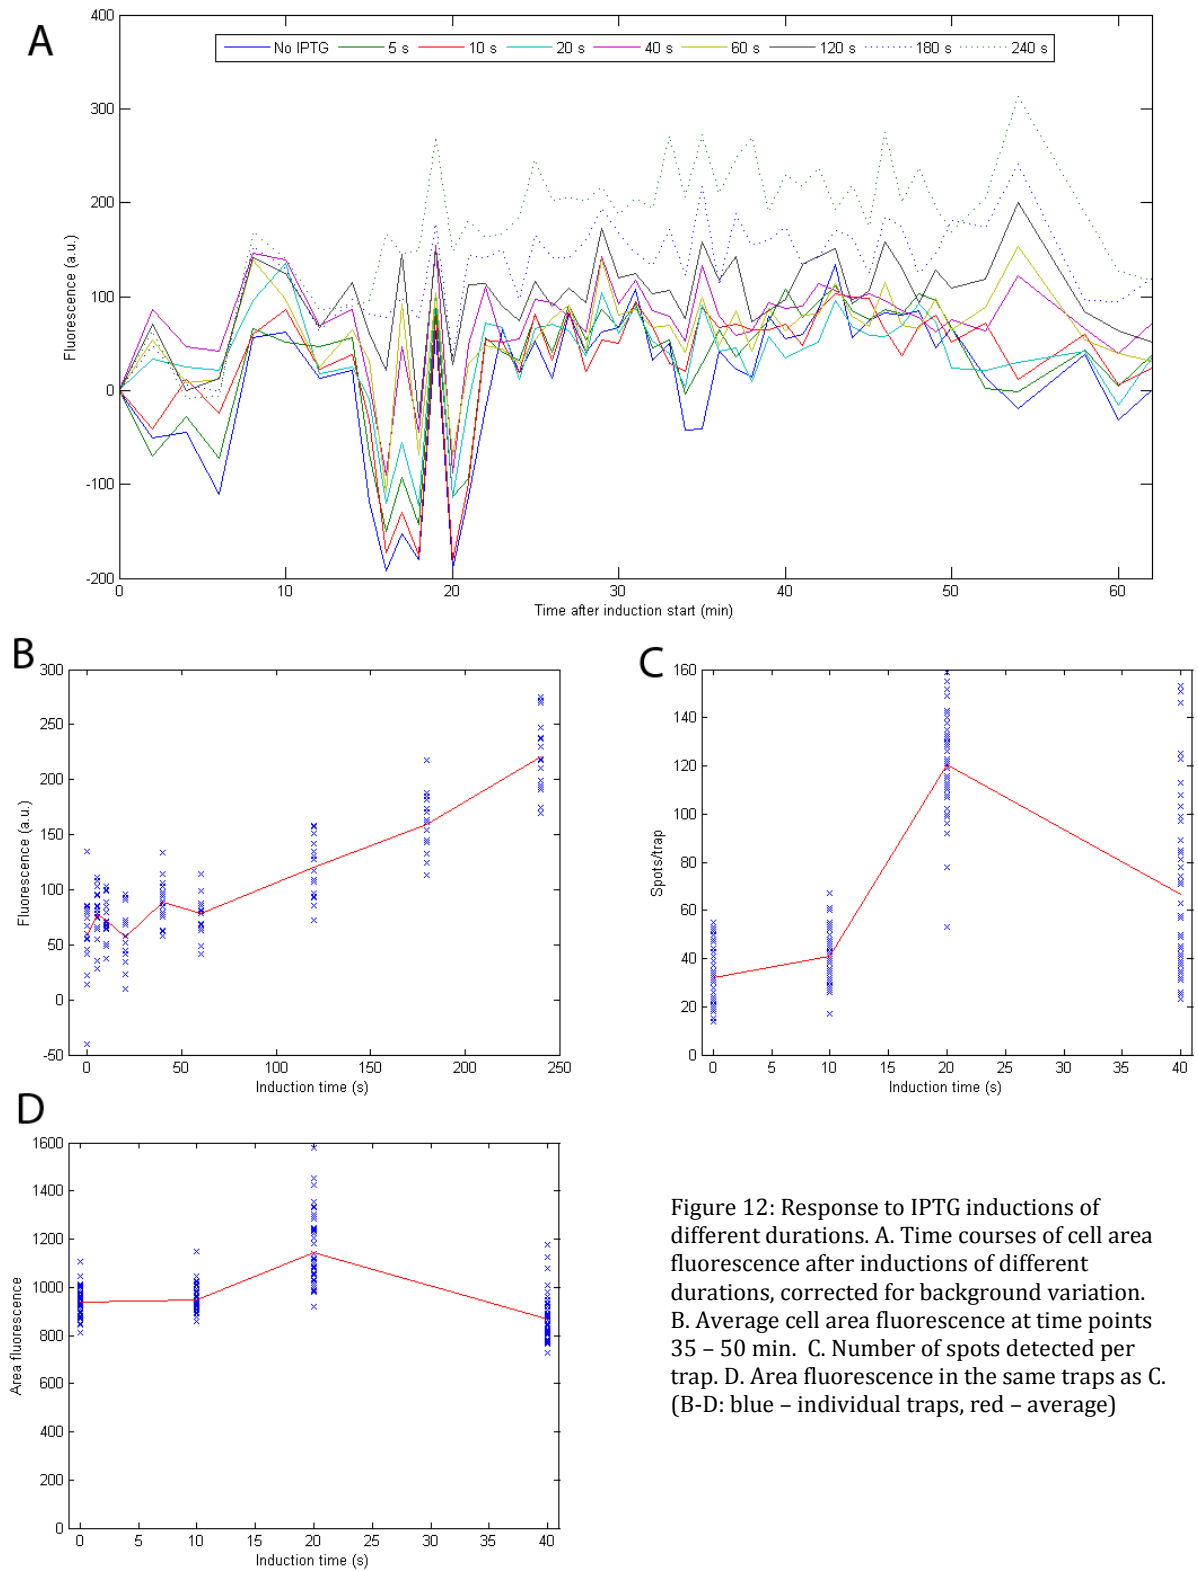 A
400
300
200
100
0
-100
-200
Fluorescence (a.u.)
No IPTG 5 s 10 s 20 s 40 s 60 s 120 s 180 s 240 s
0 10 20 30 40 50 60
Time after induction start (min)
B
300
250
200
150
100
50
0
-50
Fluorescence (a.u.)
0 50 100 150 200 250
Induction time (s)
C
160
140
120
100
80
60
40
20
0
Spots/trap
0 5 10 15 20 25 30 35 40
Induction time (s)
D
1600
1400
1200
1000
800
600
400
200
0
Area fluorescence
0 5 10 15 20 25 30 35 40
Induction time (s)
Figure 12: Response to IPTG inductions of
different durations. A. Time courses of cell area
fluorescence after inductions of different
durations, corrected for background variation.
B. Average cell area fluorescence at time points
35 – 50 min. C. Number of spots detected per
trap. D. Area fluorescence in the same traps as C.
(B-D: blue – individual traps, red – average)